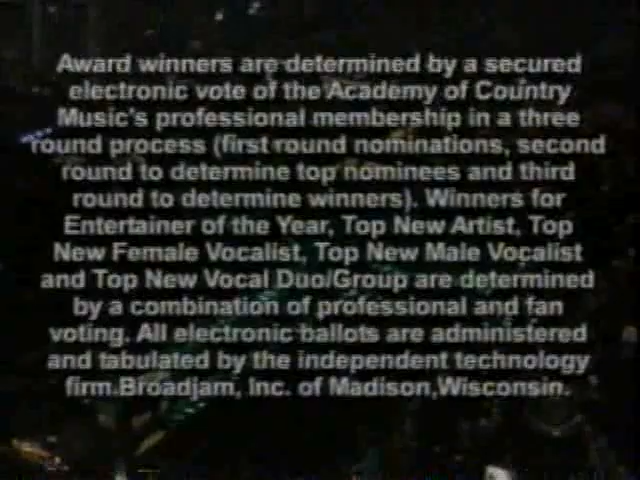 Award winners are determined by a secured
electronic vote of the Academy of Country
Music's professional membership in a three
round process (first round nominations, second
round to determine top nominees and third
round to determine winners). Winners for
Entertainer of the Year, Top New Artist, Top
New Female Vocalist, Top New Male Vocalist
and Top New Vocal Duo/Group are determined
by a combination of professional and fan
voting. All electronic ballots are administered
and tabulated by the independent technology
firm Broadjam, Inc. of Madison,Wisconsin.